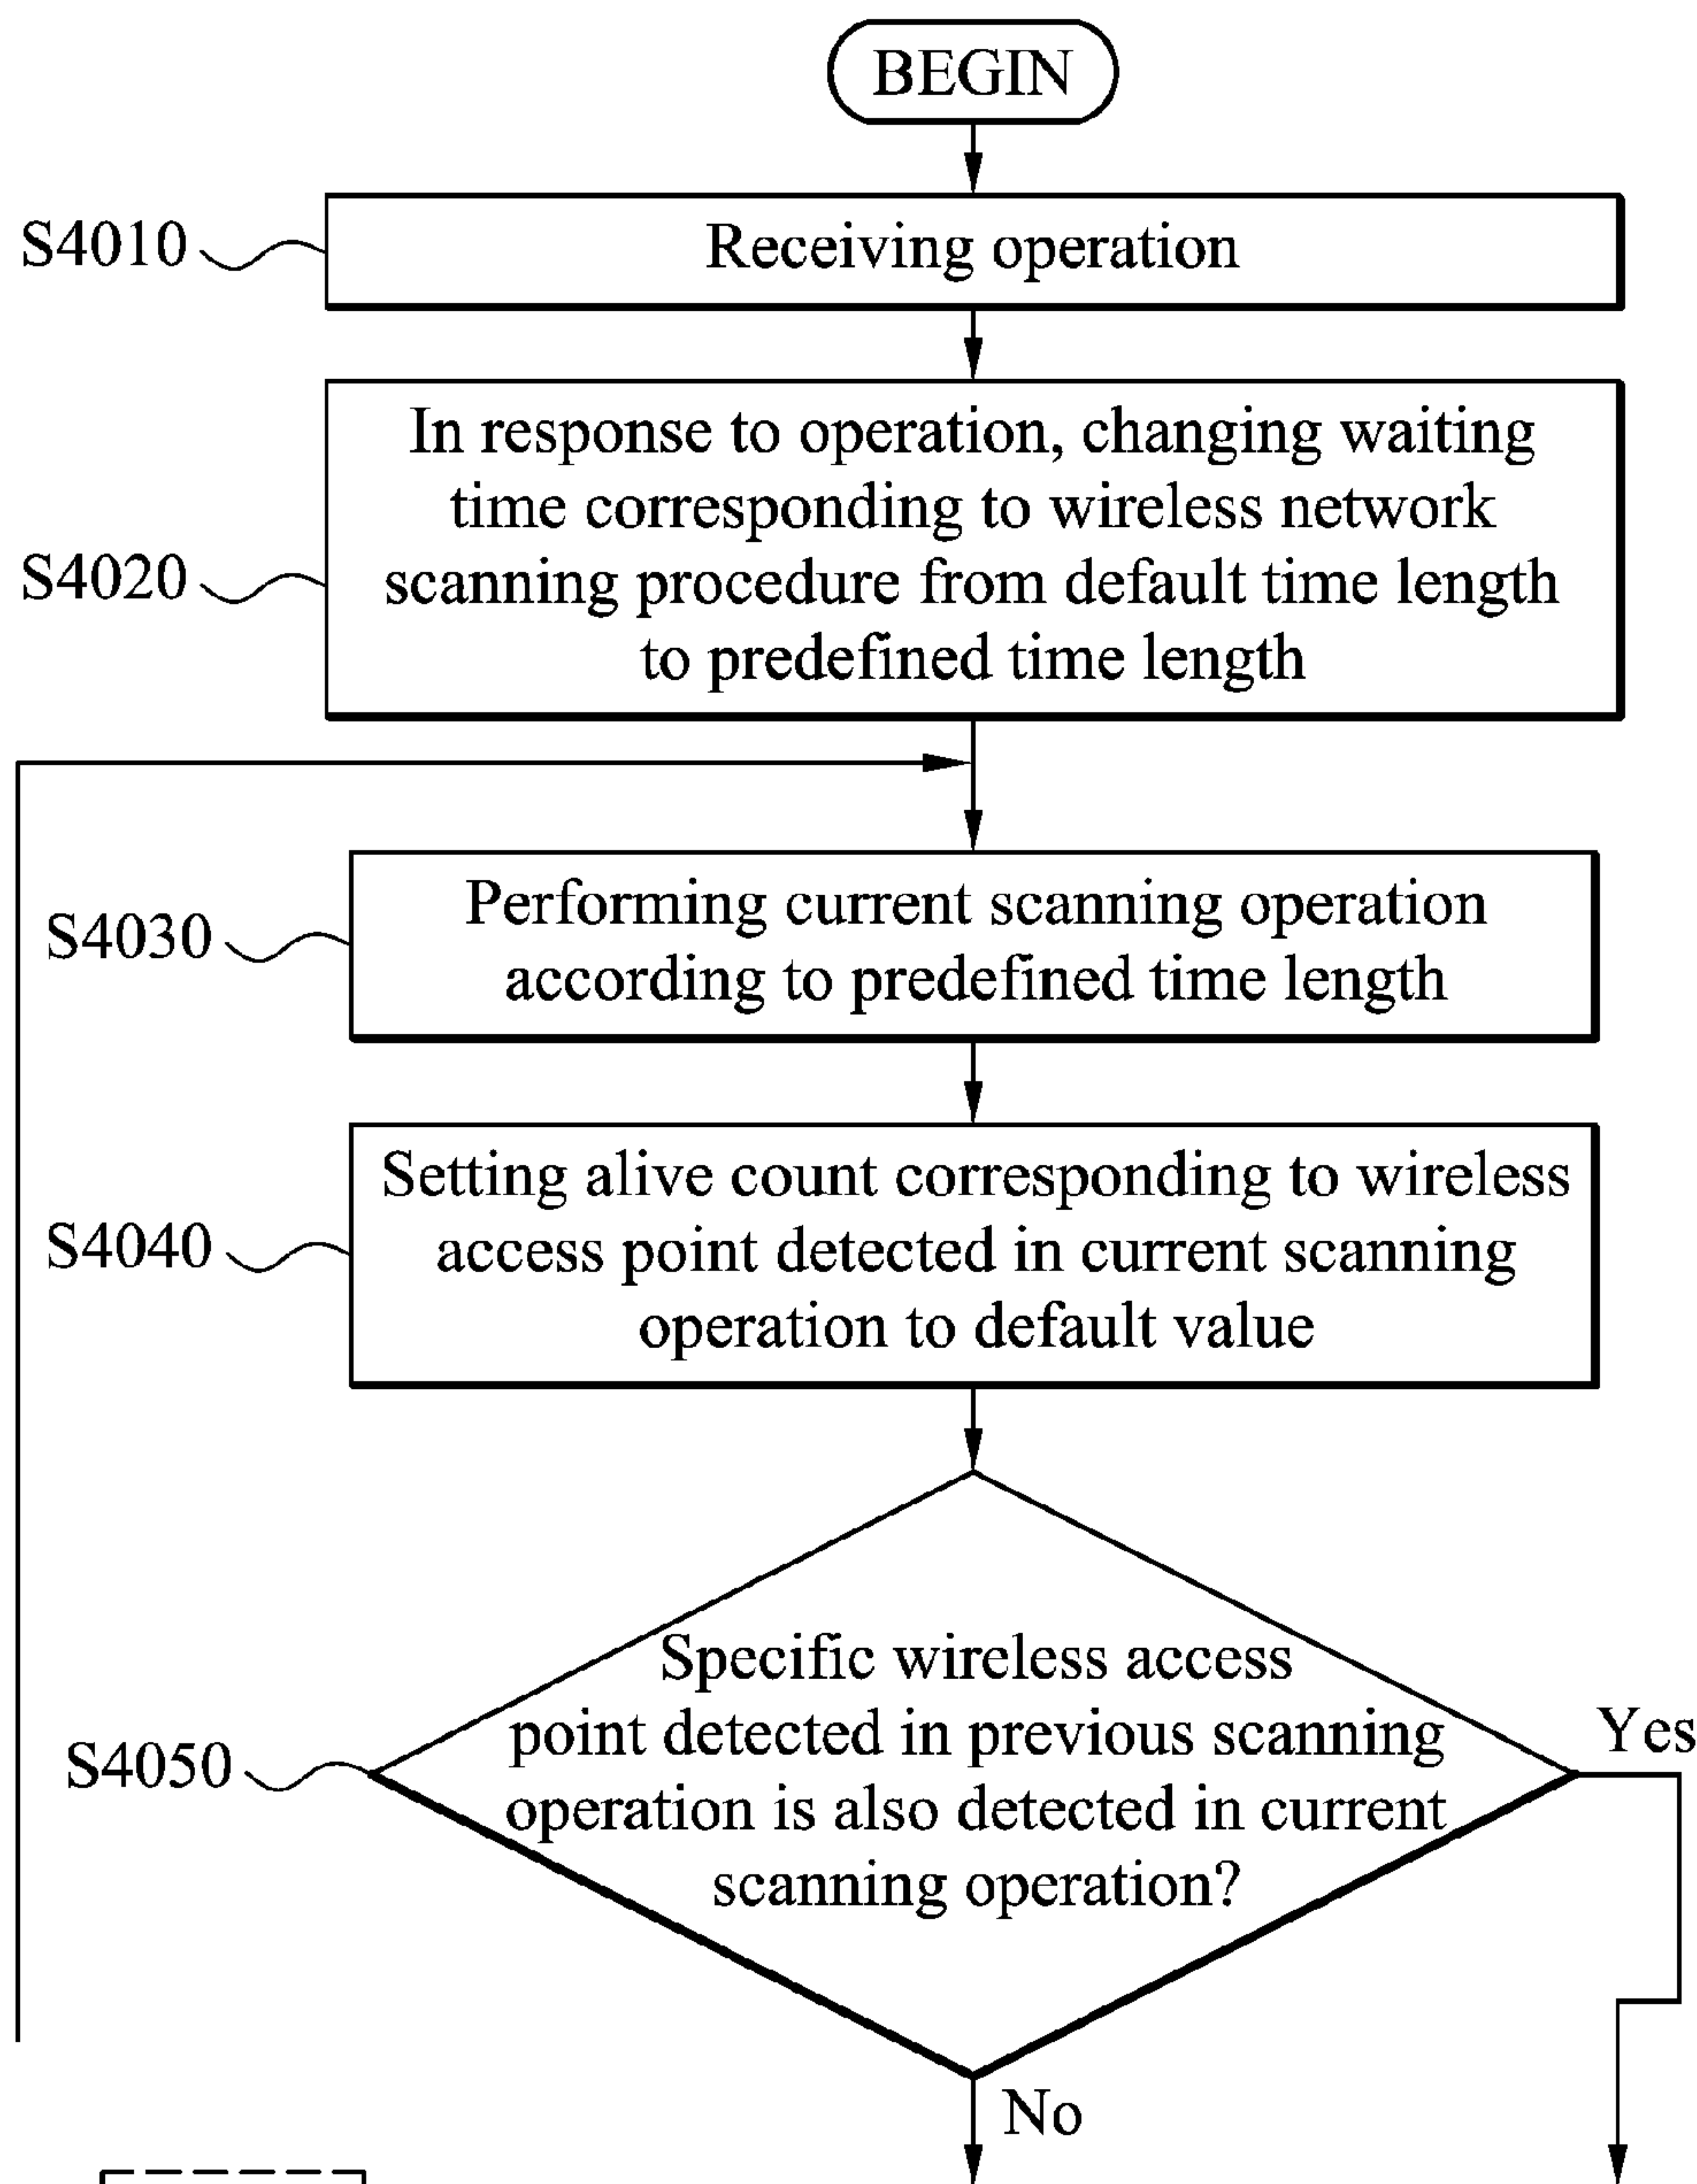 BEGIN
S4010
Receiving operation
S4020
In response to operation, changing waiting
time corresponding to wireless network
scanning procedure from default time length
to predefined time length
S4030
Performing current scanning operation
according to predefined time length
S4040
Setting alive count corresponding to wireless
access point detected in current scanning
operation to default value
S4050
Specific wireless access
point detected in previous scanning
operation is also detected in current
scanning operation?
Yes
No